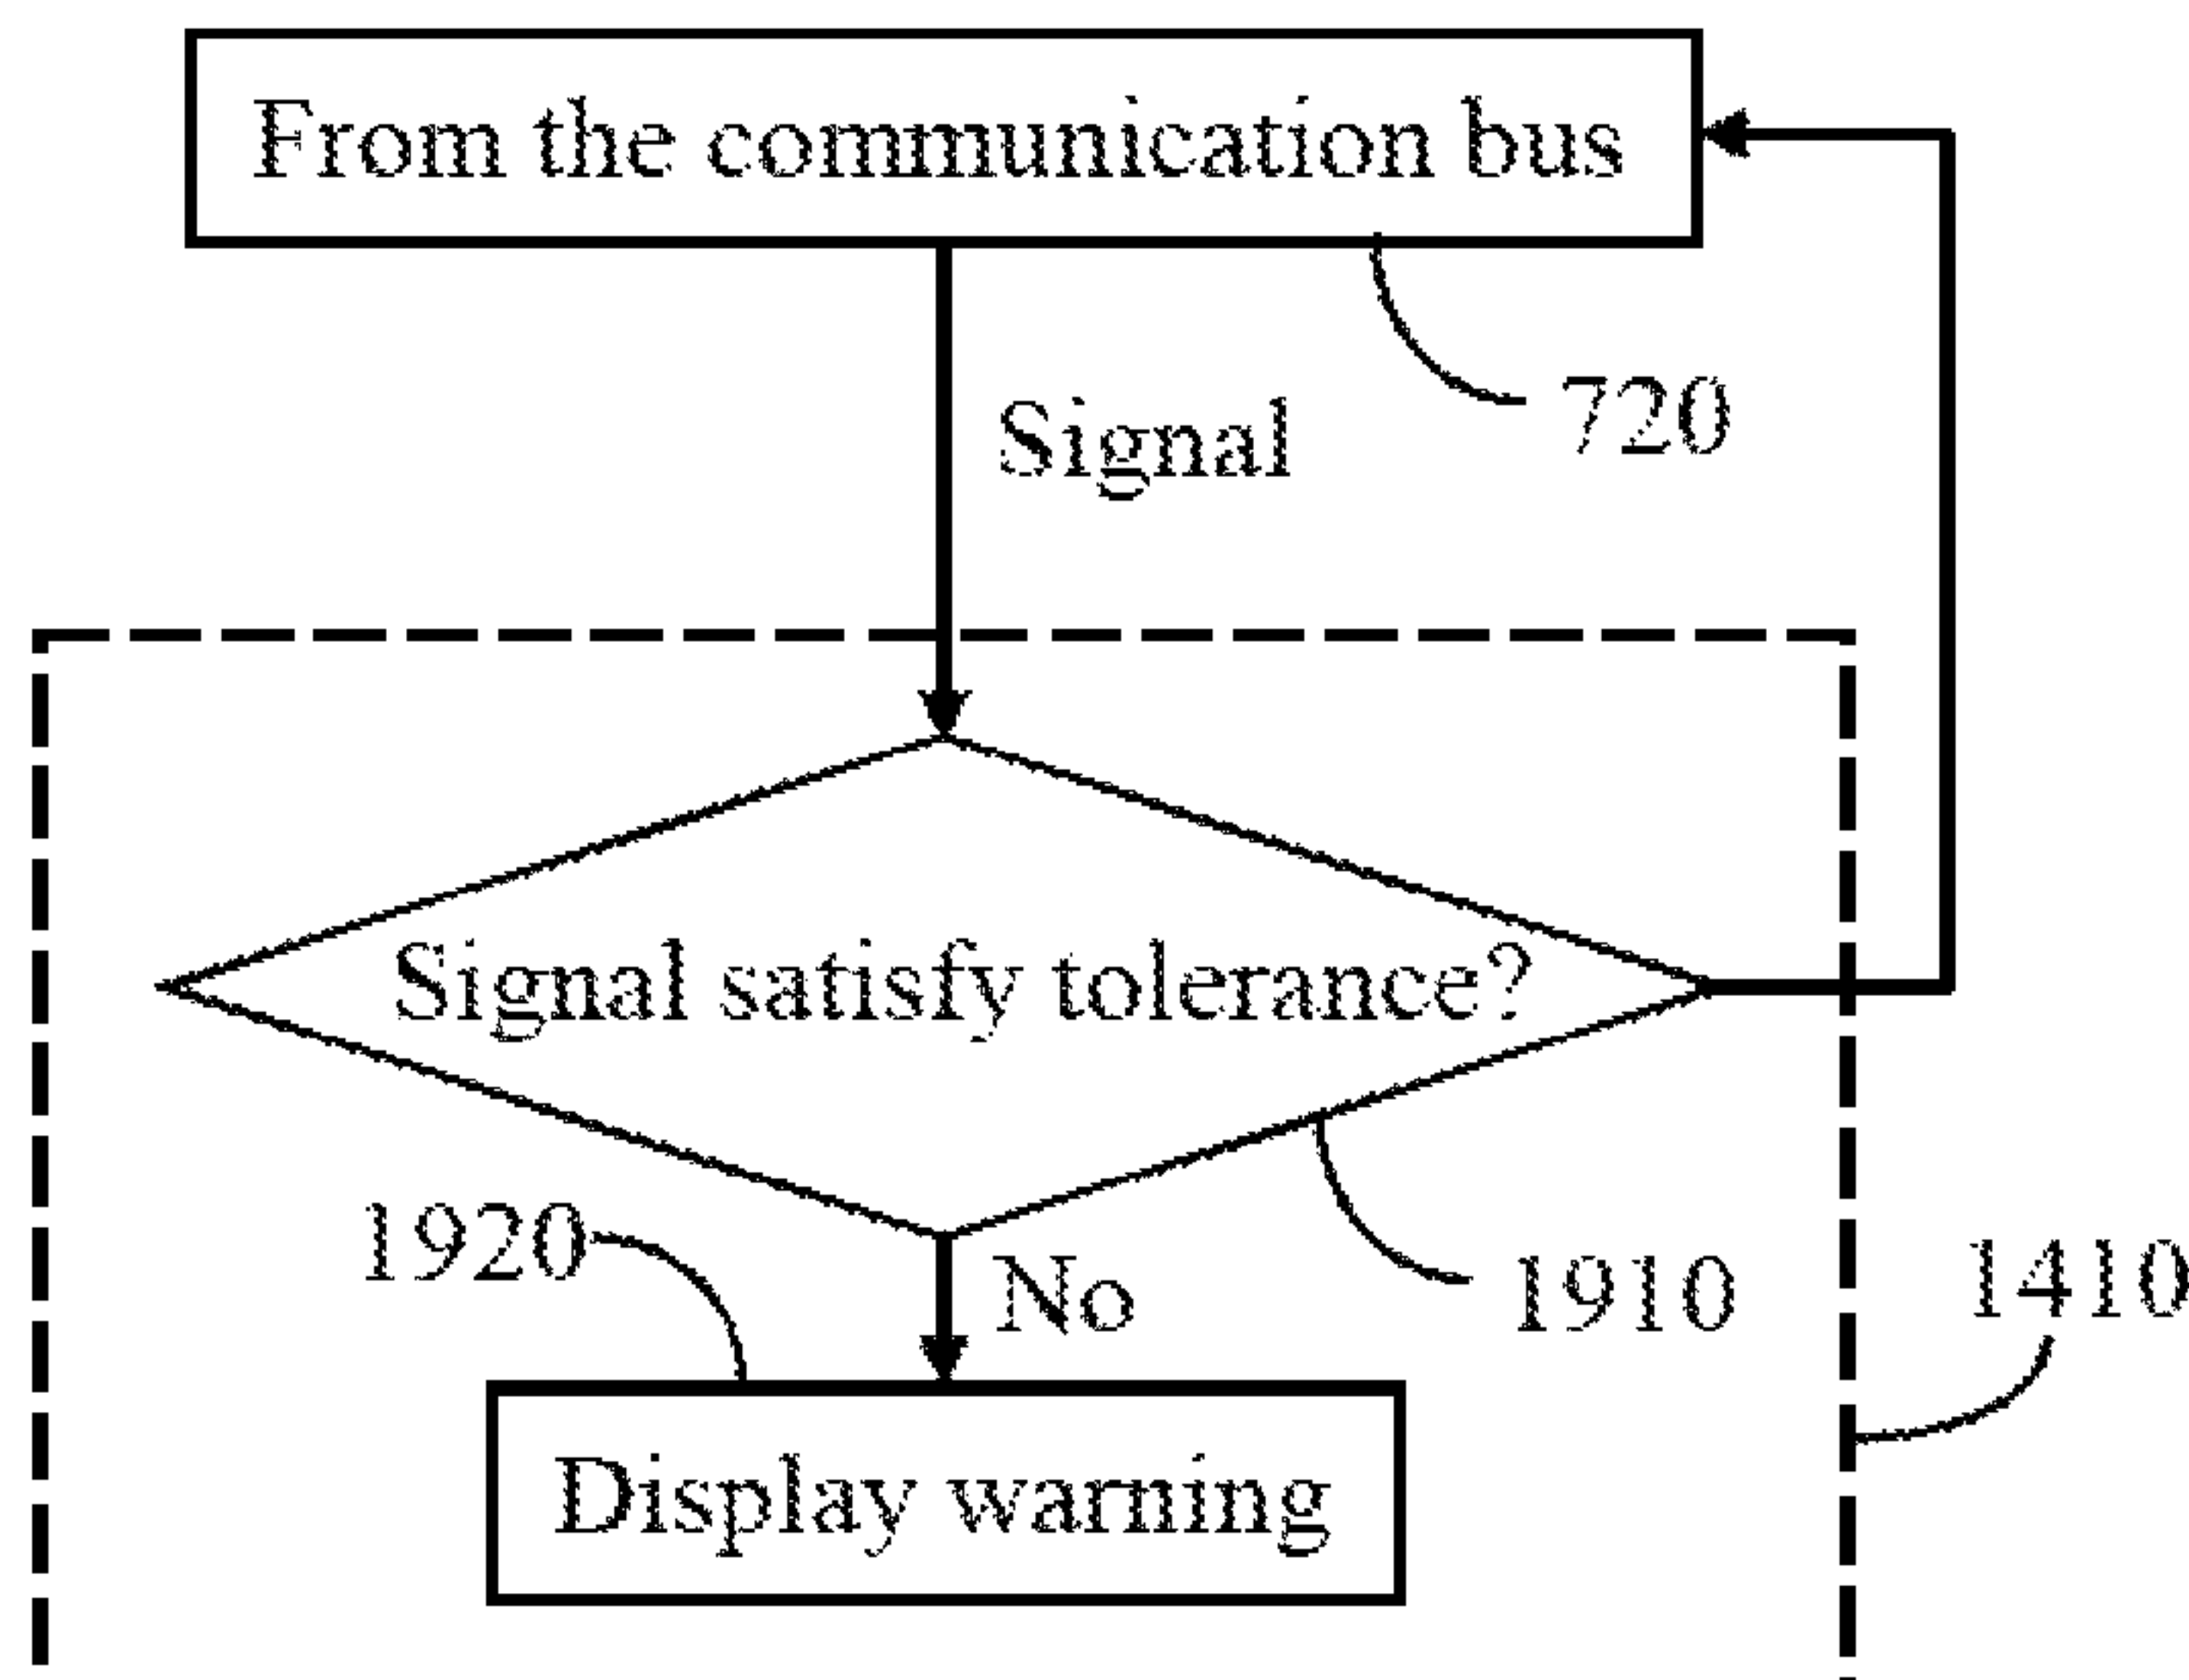 From the communication bus
720
Signal
Signal satisfy tolerance?
1920
No
1910
1410
Display warning